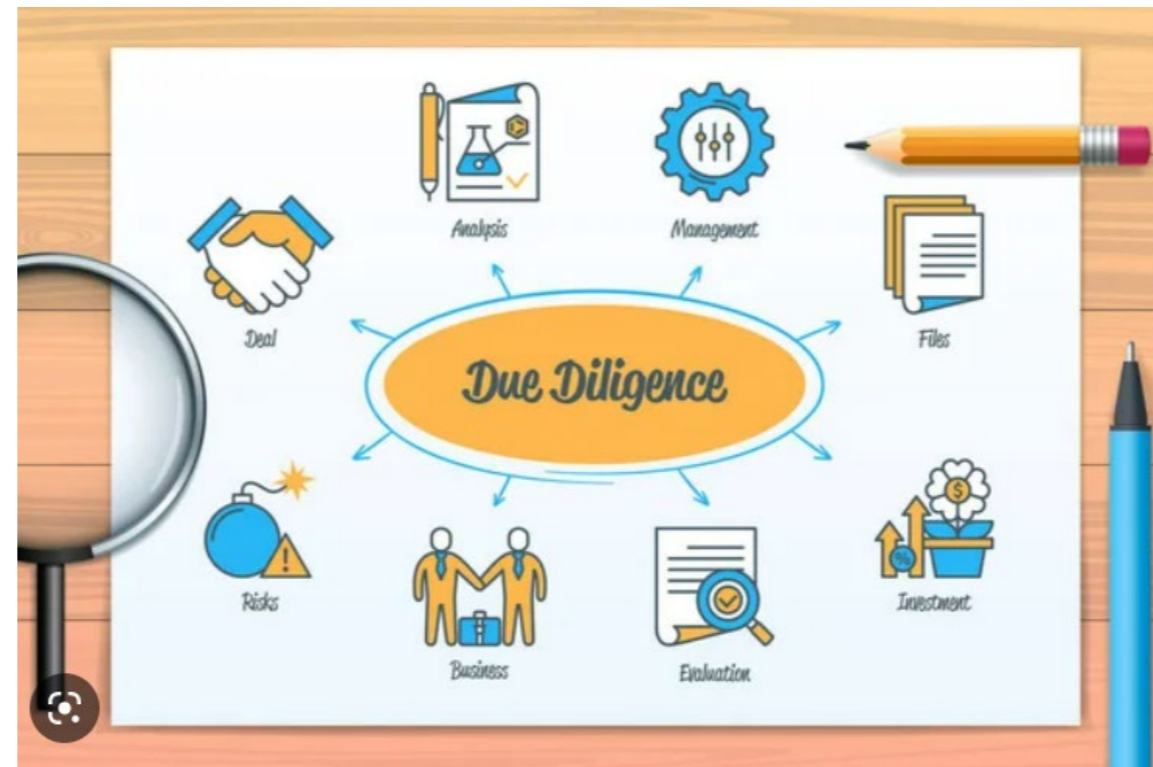 Analysis
Management
Deal
Files
Due Diligence
Risks
Investment
Business
Evaluation